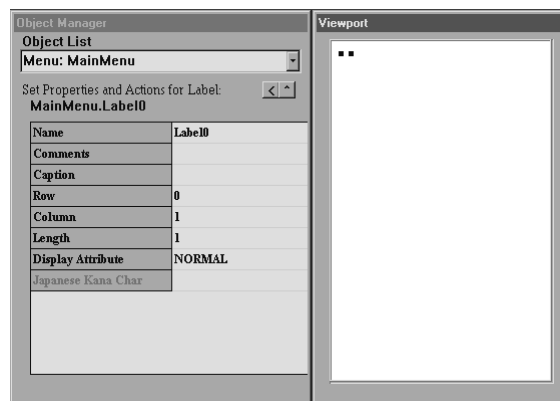 Object Manager
Viewport
Object List
Menu: MainMenu
Set Properties and Actions for Label:
MainMenu.Label0
Name Label0
Comments
Caption
Row 0
Column 1
Length 1
Display Attribute NORMAL
Japanese Kana Char